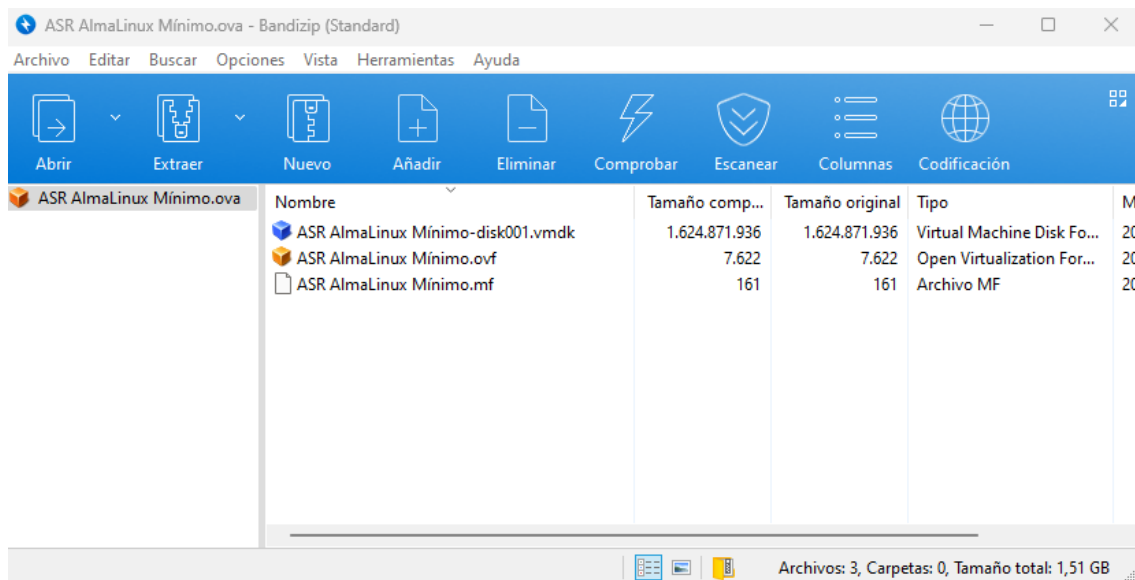 ASR AlmaLinux Mínimo.ova - Bandizip (Standard)
Archivo Editar Buscar Opciones Vista Herramientas Ayuda
Abrir Extraer Nuevo Añadir Eliminar Comprobar Escanear Columnas Codificación
ASR AlmaLinux Mínimo.ova
Nombre Tamaño comp... Tamaño original Tipo M
ASR AlmaLinux Mínimo-disk001.vmdk 1.624.871.936 1.624.871.936 Virtual Machine Disk Fo... 20
ASR AlmaLinux Mínimo.ovf 7.622 7.622 Open Virtualization For... 20
ASR AlmaLinux Mínimo.mf 161 161 Archivo MF 20
Archivos: 3, Carpetas: 0, Tamaño total: 1,51 GB